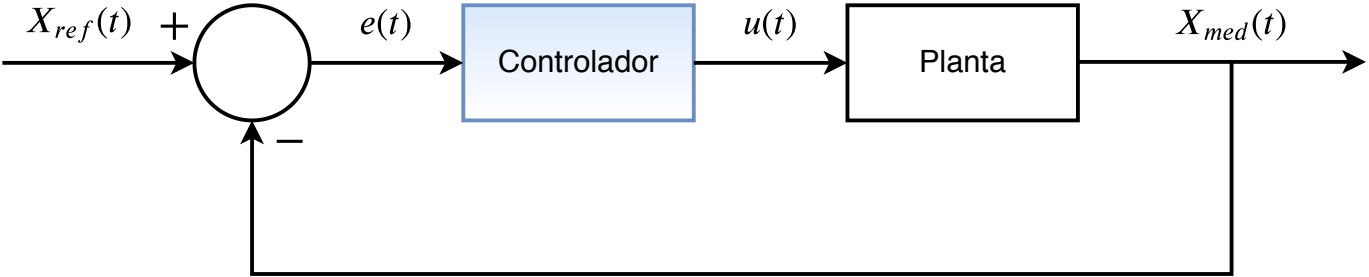 X_ref(t) + e(t) Controlador u(t) Planta X_med(t)
−